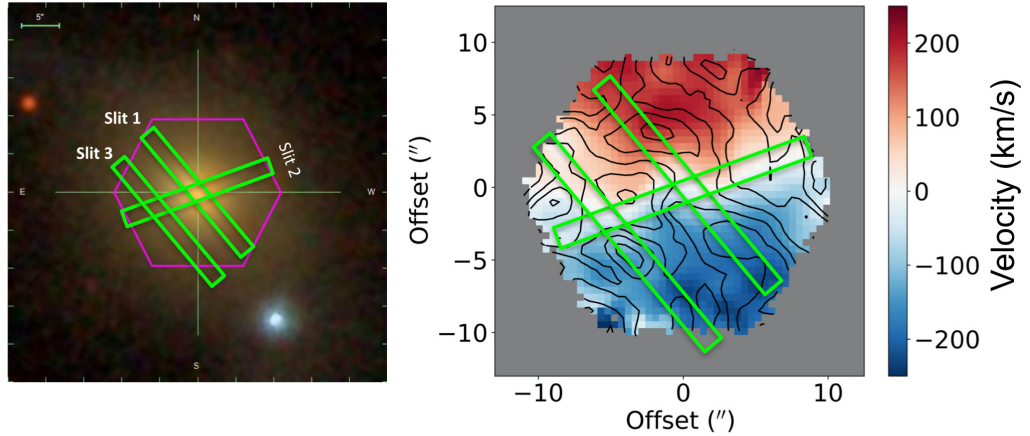 5"
N
Slit 1
Slit 3
Slit 2
E
W
S
10
5
0
−5
−10
Offset (″)
−10
0
10
Offset (″)
200
100
0
−100
−200
Velocity (km/s)